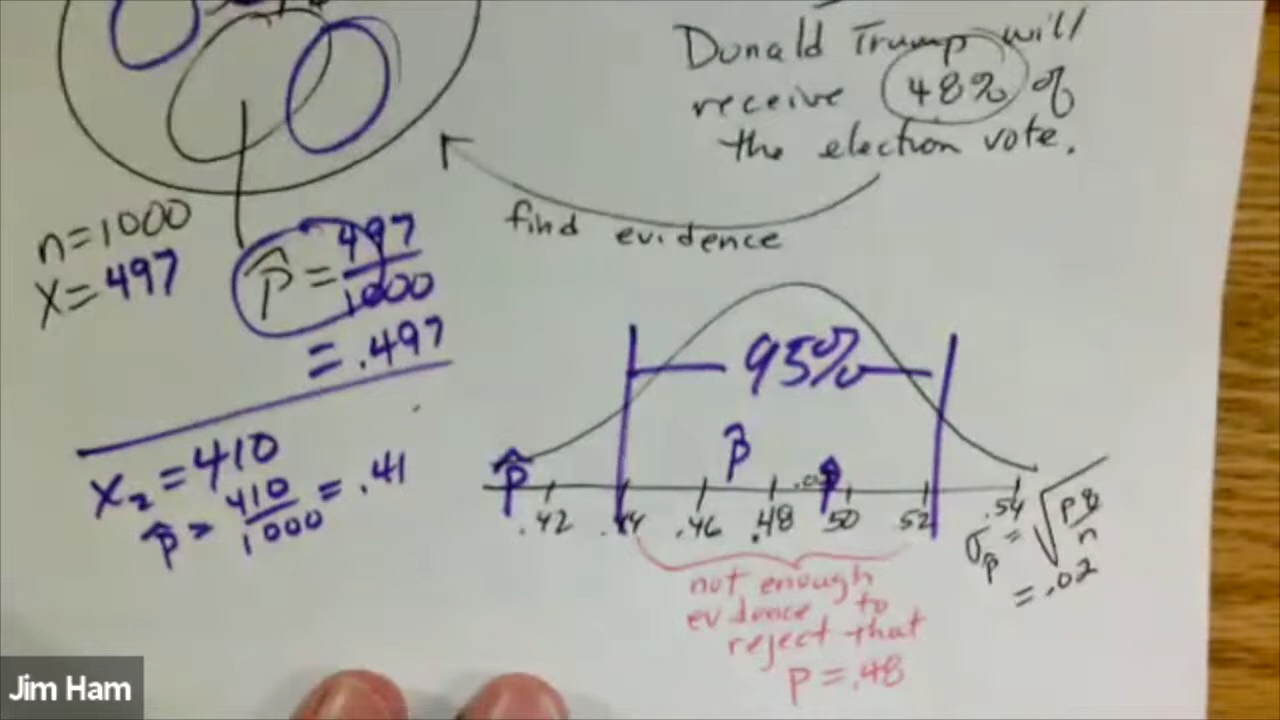 Donald Trump will
receive 48% of
the election vote.
find evidence
n=1000
X=497
p̂ = 497/1000
= .497
X₂ = 410
p̂ = 410/1000 = .41
95%
p̂
p̂
p̂
.42 .44 .46 .48 .50 .52 .54
σp̂ = √pq/n
= .02
not enough
evidence to
reject that
p = .48
Jim Ham